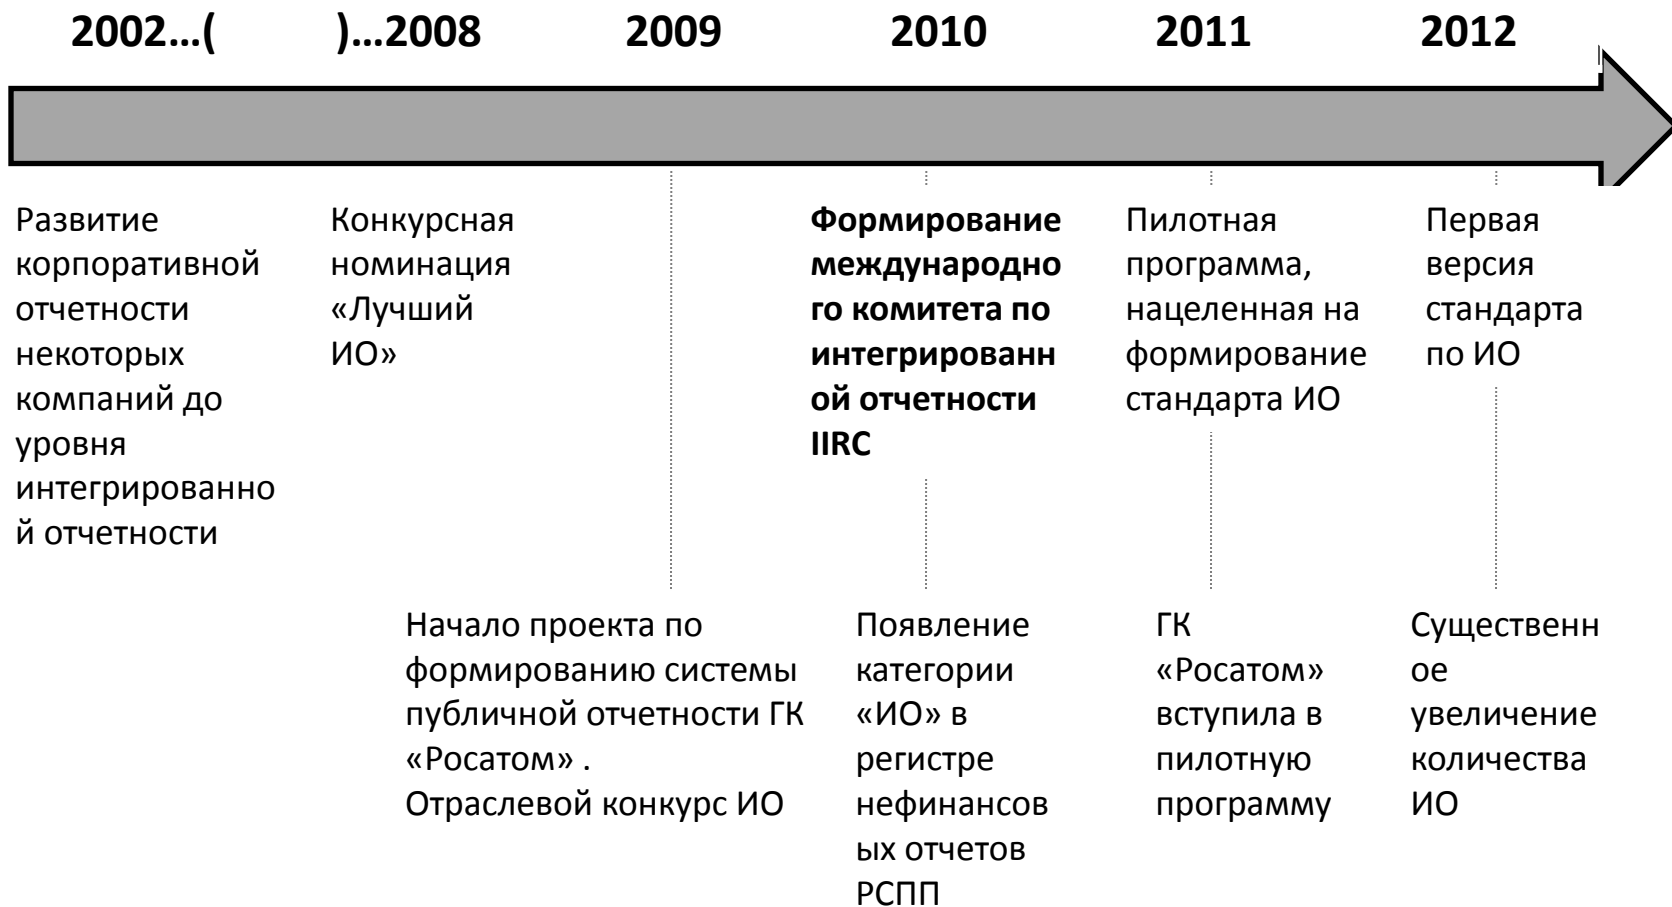 2002...( )...2008 2009 2010 2011 2012
Развитие
корпоративной
отчетности
некоторых
компаний до
уровня
интегрированно
й отчетности
Конкурсная
номинация
«Лучший
ИО»
Формирование
международно
го комитета по
интегрированн
ой отчетности
IIRC
Пилотная
программа,
нацеленная на
формирование
стандарта ИО
Первая
версия
стандарта
по ИО
Начало проекта по
формированию системы
публичной отчетности ГК
«Росатом» .
Отраслевой конкурс ИО
Появление
категории
«ИО» в
регистре
нефинансов
ых отчетов
РСПП
ГК
«Росатом»
вступила в
пилотную
программу
Существенн
ое
увеличение
количества
ИО